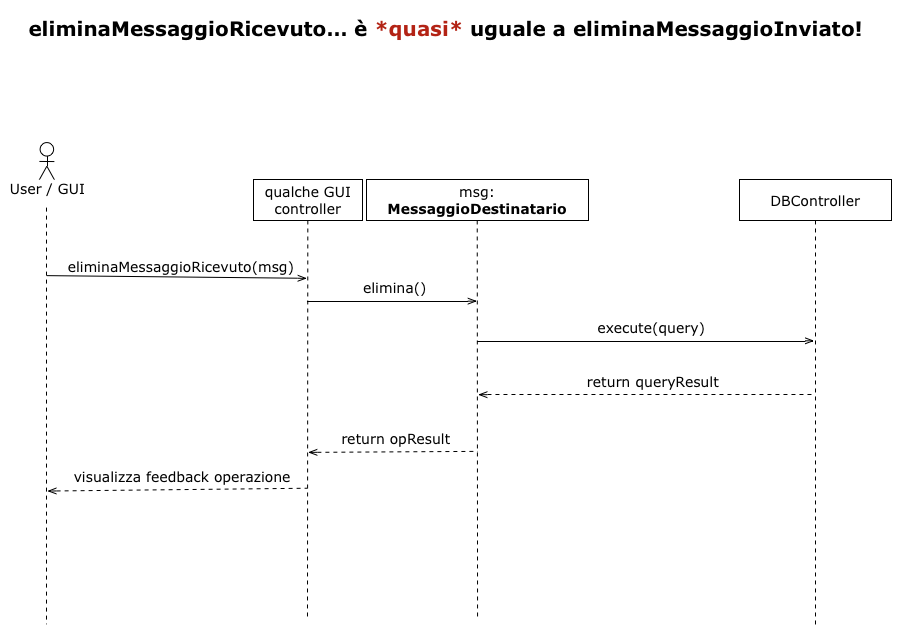 eliminaMessaggioRicevuto... è *quasi* uguale a eliminaMessaggioInviato!
User / GUI
qualche GUI
controller
msg:
MessaggioDestinatario
DBController
eliminaMessaggioRicevuto(msg)
elimina()
execute(query)
return queryResult
return opResult
visualizza feedback operazione